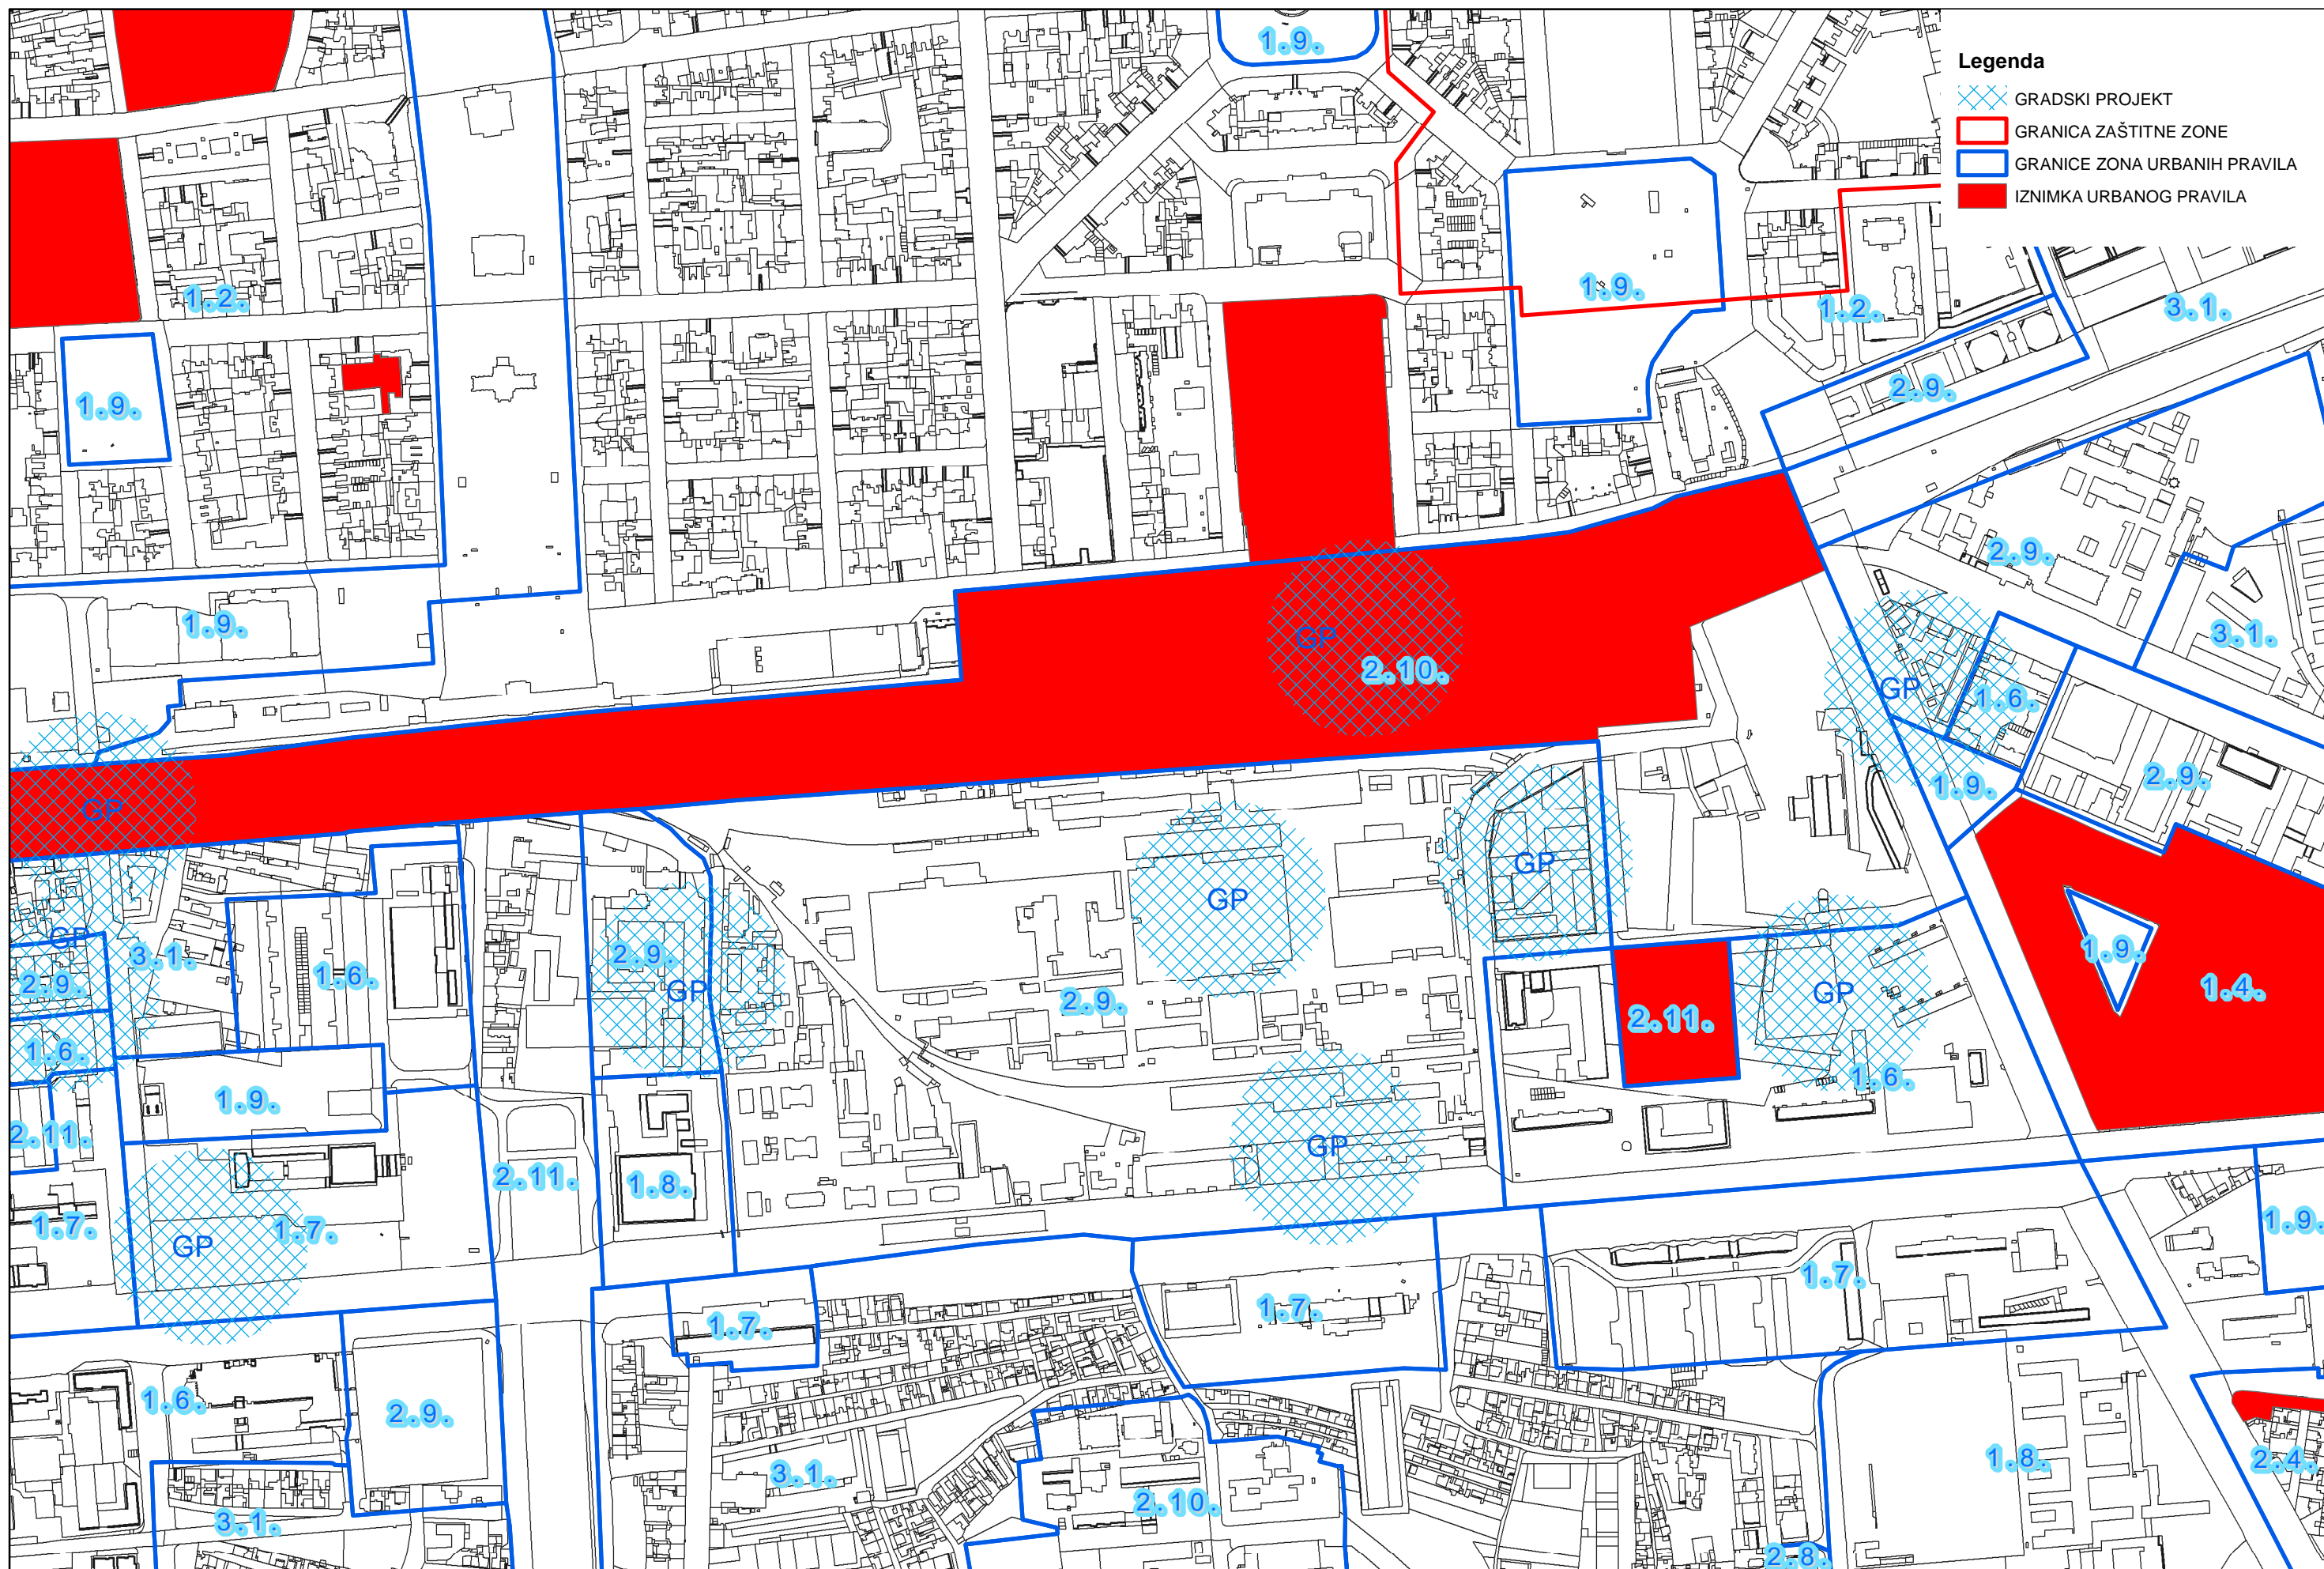 Legenda
GRADSKI PROJEKT
GRANICA ZAŠTITNE ZONE
GRANICE ZONA URBANIH PRAVILA
IZNIMKA URBANOG PRAVILA
1.9.
1.2.
1.9.
1.2.
3.1.
1.9.
2.9.
2.9.
1.9.
3.1.
GP
2.10.
GP
1.6.
GP
1.9.
2.9.
GP
GP
GP
3.1.
2.9.
1.6.
2.9.
GP
2.9.
GP
1.9.
1.4.
2.11.
1.6.
1.9.
1.6.
2.11.
GP
2.11.
1.8.
1.7.
GP
1.7.
1.9.
1.7.
1.7.
1.7.
1.6.
2.9.
3.1.
2.10.
1.8.
2.4.
3.1.
2.8.